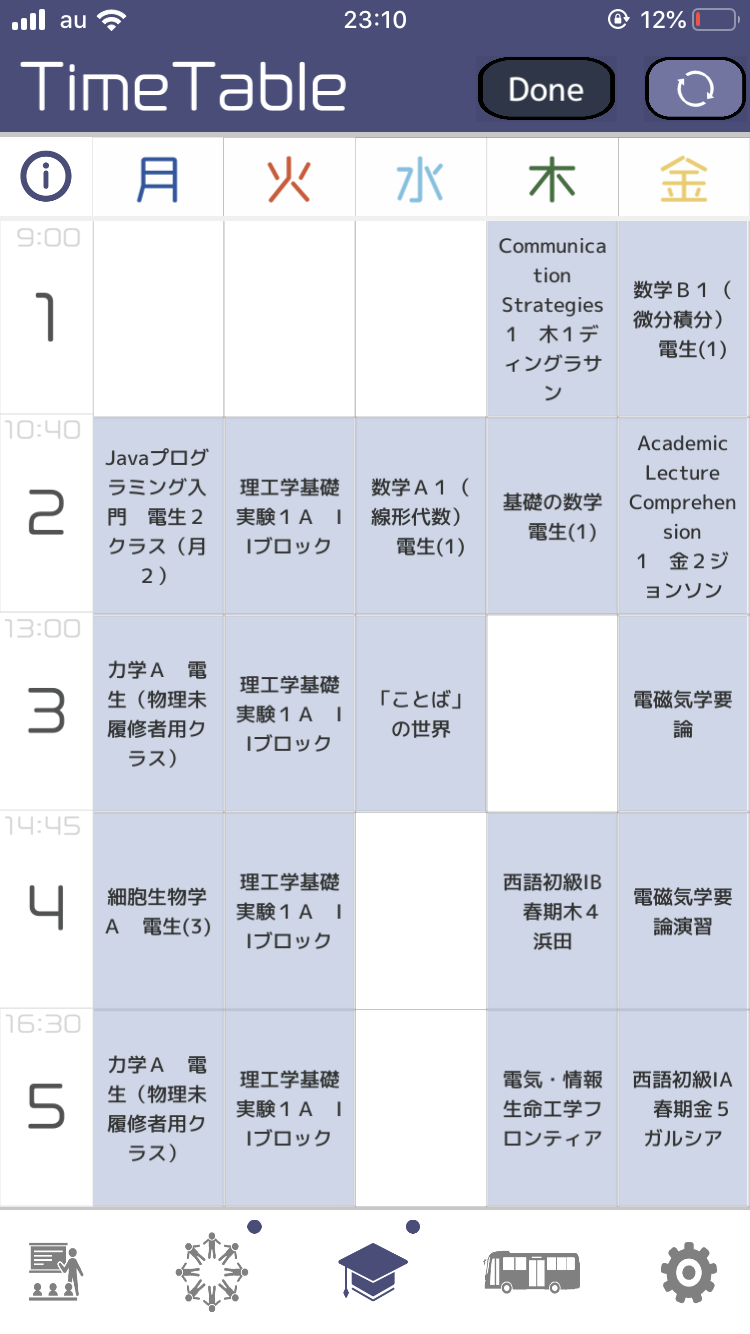 au 23:10 12%
TimeTable Done
月 火 水 木 金
9:00
1
Communica
tion
Strategies
1 木1デ
ィングラサ
ン
数学B1（
微分積分）
電生(1)
10:40
2
Javaプログ
ラミング入
門 電生2
クラス（月
2）
理工学基礎
実験1A I
Iブロック
数学A1（
線形代数）
電生(1)
基礎の数学
電生(1)
Academic
Lecture
Comprehen
sion
1 金2ジ
ョンソン
13:00
3
力学A 電
生（物理未
履修者用ク
ラス）
理工学基礎
実験1A I
Iブロック
「ことば」
の世界
電磁気学要
論
14:45
4
細胞生物学
A 電生(3)
理工学基礎
実験1A I
Iブロック
西語初級IB
春期木4
浜田
電磁気学要
論演習
16:30
5
力学A 電
生（物理未
履修者用ク
ラス）
理工学基礎
実験1A I
Iブロック
電気・情報
生命工学フ
ロンティア
西語初級IA
春期金5
ガルシア